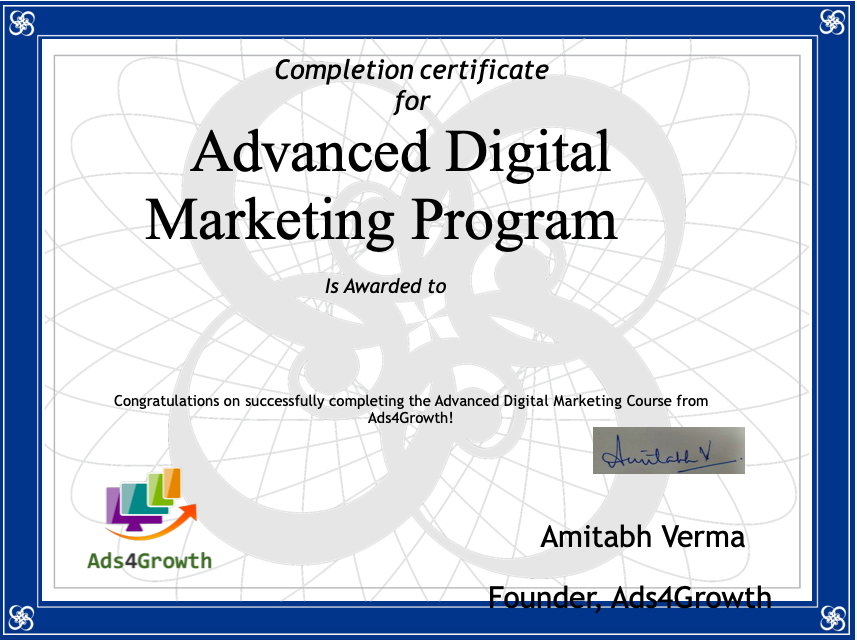 Completion certificate
for
Advanced Digital
Marketing Program
Is Awarded to
Congratulations on successfully completing the Advanced Digital Marketing Course from
Ads4Growth!
Amitabh V
Amitabh Verma
Ads4Growth
Founder, Ads4Growth